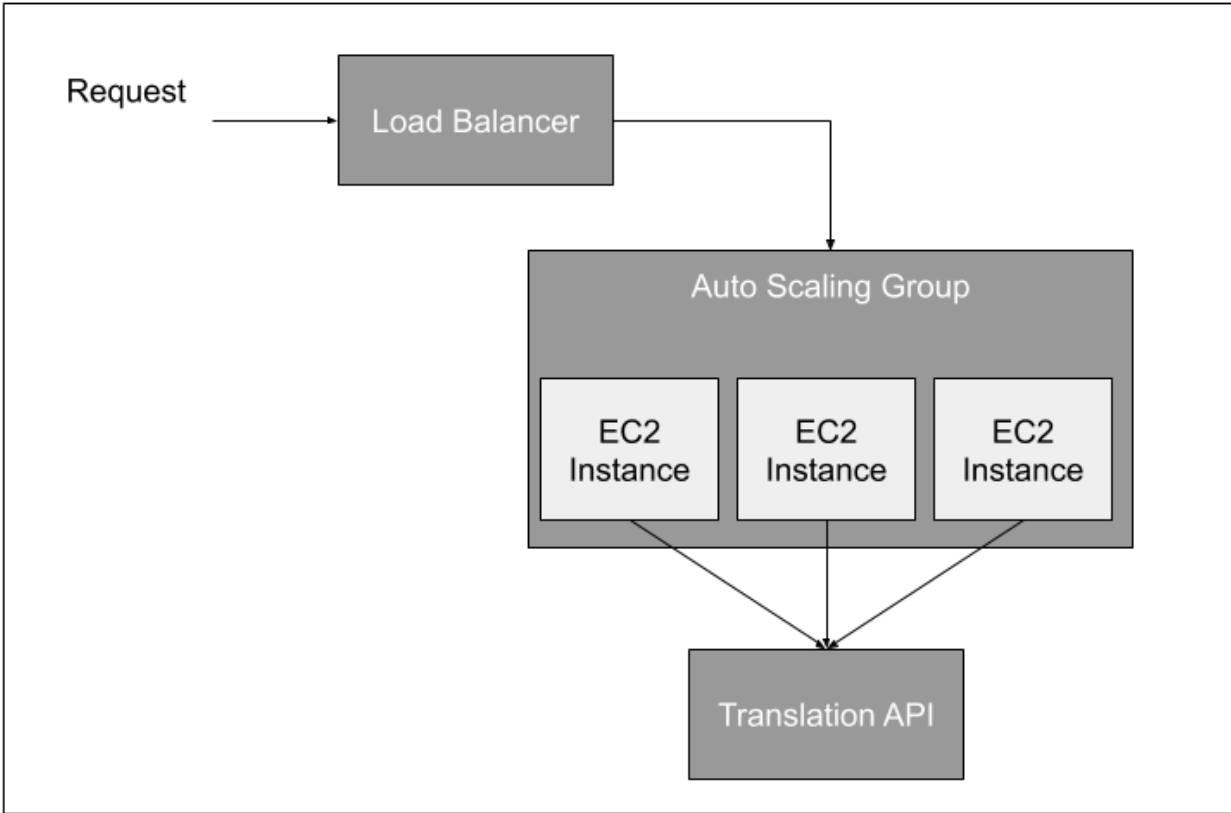 Request
Load Balancer
Auto Scaling Group
EC2
Instance
EC2
Instance
EC2
Instance
Translation API